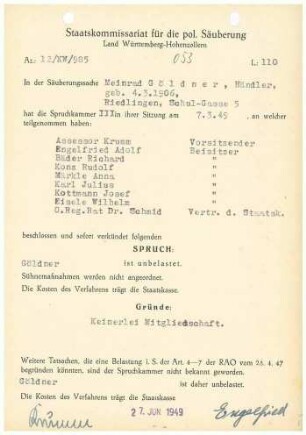 Staatskommissariat für die pol. Säuberung
Land Württemberg-Hohenzollern
Az.: 12/KW/905 053 L: 110
In der Säuberungssache Meinrad Göldner, Händler,
geb. 4.3.1906,
Riedlingen, Schul-Gasse 5
hat die Spruchkammer III in ihrer Sitzung am 7.3.49, an welcher
teilgenommen haben:
Assessor Krumm Vorsitzender
Engelfried Adolf Beisitzer
Bäder Richard "
Konz Rudolf "
Märkle Anna "
Karl Julius "
Kottmann Josef "
Eisele Wilhelm "
O.Reg.Rat Dr. Schmid Vertr. d. Staatsk.
beschlossen und sofort verkündet folgenden
SPRUCH:
Göldner ist unbelastet.
Sühnemaßnahmen werden nicht angeordnet.
Die Kosten des Verfahrens trägt die Staatskasse.
Gründe:
Keinerlei Mitgliedschaft.
Weitere Tatsachen, die eine Belastung i. S. der Art. 4–7 der RAO vom 25. 4. 47
begründen könnten, sind der Spruchkammer nicht bekannt geworden.
Göldner ist daher unbelastet.
Die Kosten des Verfahrens trägt die Staatskasse.
Krumm 27. JUN 1949 Engelfried